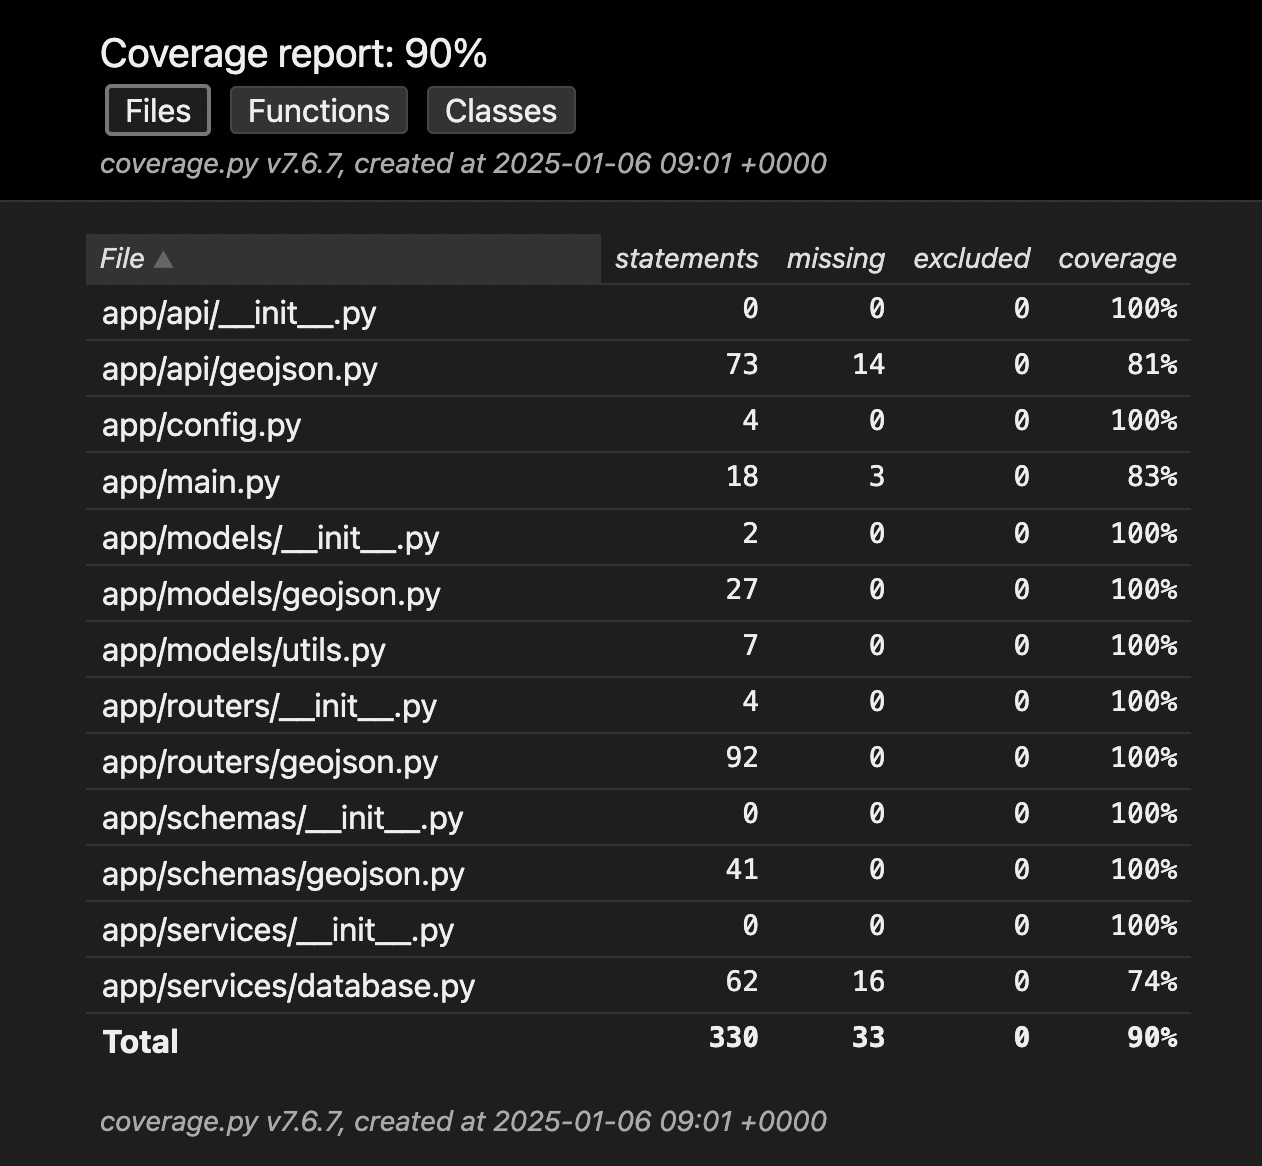 Coverage report: 90%
Files Functions Classes
coverage.py v7.6.7, created at 2025-01-06 09:01 +0000
File ▲ statements missing excluded coverage
app/api/__init__.py 0 0 0 100%
app/api/geojson.py 73 14 0 81%
app/config.py 4 0 0 100%
app/main.py 18 3 0 83%
app/models/__init__.py 2 0 0 100%
app/models/geojson.py 27 0 0 100%
app/models/utils.py 7 0 0 100%
app/routers/__init__.py 4 0 0 100%
app/routers/geojson.py 92 0 0 100%
app/schemas/__init__.py 0 0 0 100%
app/schemas/geojson.py 41 0 0 100%
app/services/__init__.py 0 0 0 100%
app/services/database.py 62 16 0 74%
Total 330 33 0 90%
coverage.py v7.6.7, created at 2025-01-06 09:01 +0000